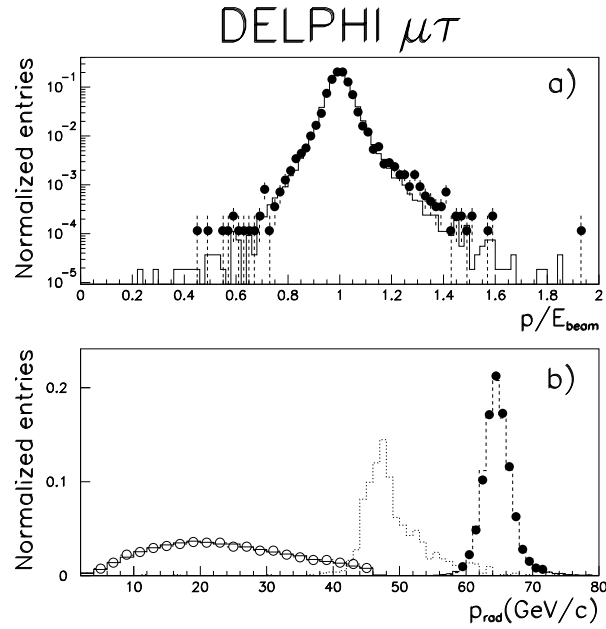 DELPHI μτ
Normalized entries
10⁻¹
10⁻²
10⁻³
10⁻⁴
10⁻⁵
a)
0 0.2 0.4 0.6 0.8 1 1.2 1.4 1.6 1.8 2
p/E_beam
Normalized entries
0.2
0.1
0
b)
20 30 40 50 60 70 80
10
p_rad(GeV/c)